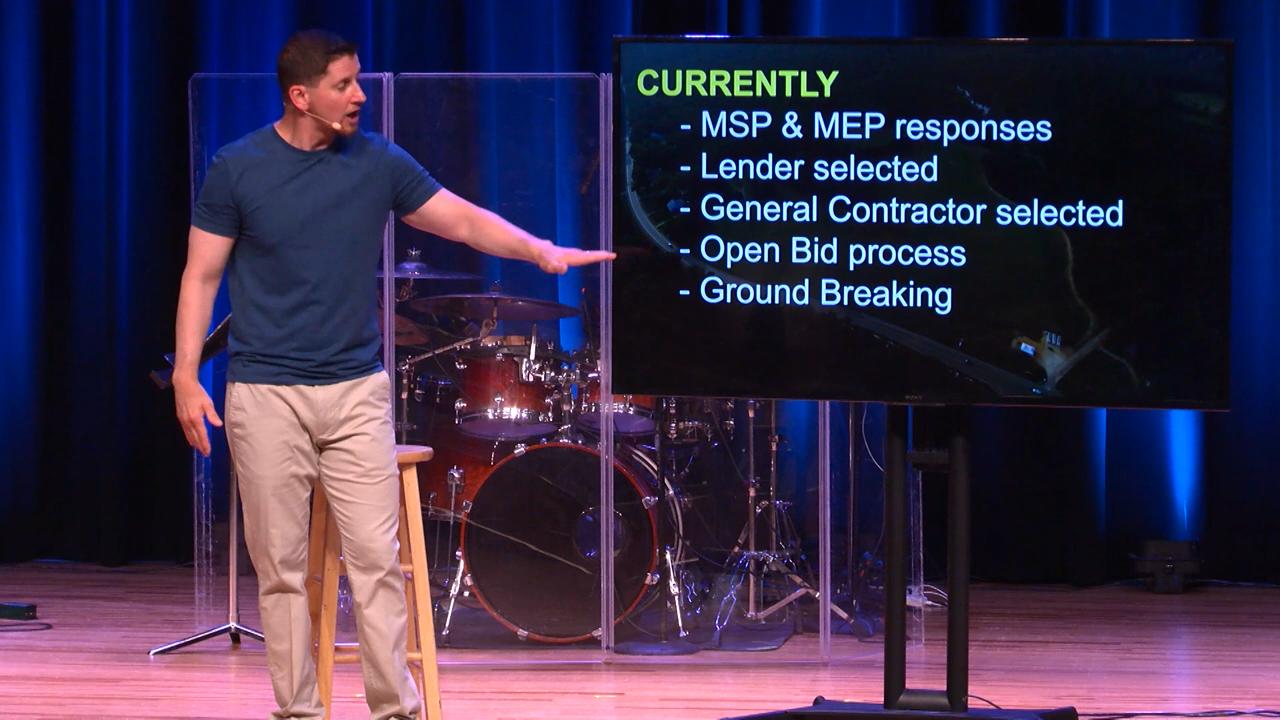 CURRENTLY
- MSP & MEP responses
- Lender selected
- General Contractor selected
- Open Bid process
- Ground Breaking